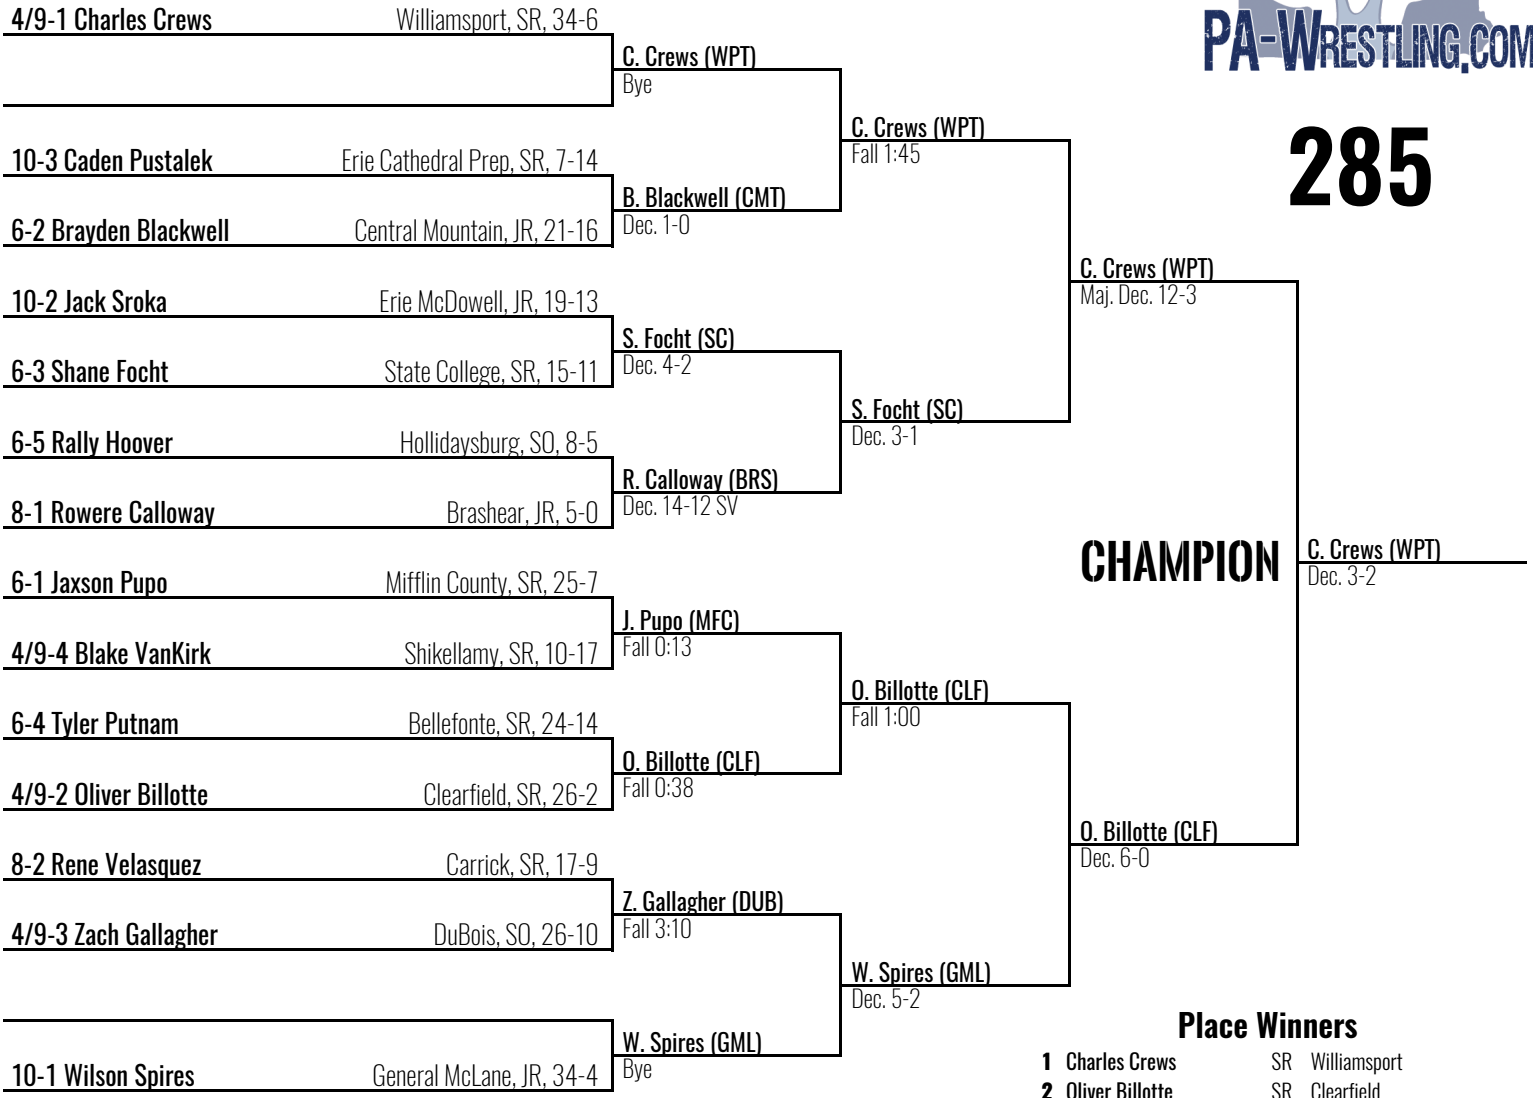 4/9-1 Charles Crews Williamsport, SR, 34-6
PA-WRESTLING.COM
C. Crews (WPT)
Bye
285
C. Crews (WPT)
Fall 1:45
10-3 Caden Pustalek Erie Cathedral Prep, SR, 7-14
B. Blackwell (CMT)
Dec. 1-0
6-2 Brayden Blackwell Central Mountain, JR, 21-16
C. Crews (WPT)
Maj. Dec. 12-3
10-2 Jack Sroka Erie McDowell, JR, 19-13
S. Focht (SC)
Dec. 4-2
6-3 Shane Focht State College, SR, 15-11
S. Focht (SC)
Dec. 3-1
6-5 Rally Hoover Hollidaysburg, SO, 8-5
R. Calloway (BRS)
Dec. 14-12 SV
8-1 Rowere Calloway Brashear, JR, 5-0
CHAMPION
C. Crews (WPT)
Dec. 3-2
6-1 Jaxson Pupo Mifflin County, SR, 25-7
J. Pupo (MFC)
Fall 0:13
4/9-4 Blake VanKirk Shikellamy, SR, 10-17
O. Billotte (CLF)
Fall 1:00
6-4 Tyler Putnam Bellefonte, SR, 24-14
O. Billotte (CLF)
Fall 0:38
4/9-2 Oliver Billotte Clearfield, SR, 26-2
O. Billotte (CLF)
Dec. 6-0
8-2 Rene Velasquez Carrick, SR, 17-9
Z. Gallagher (DUB)
Fall 3:10
4/9-3 Zach Gallagher DuBois, SO, 26-10
W. Spires (GML)
Dec. 5-2
W. Spires (GML)
Bye
10-1 Wilson Spires General McLane, JR, 34-4
Place Winners
1 Charles Crews SR Williamsport
2 Oliver Billotte SR Clearfield